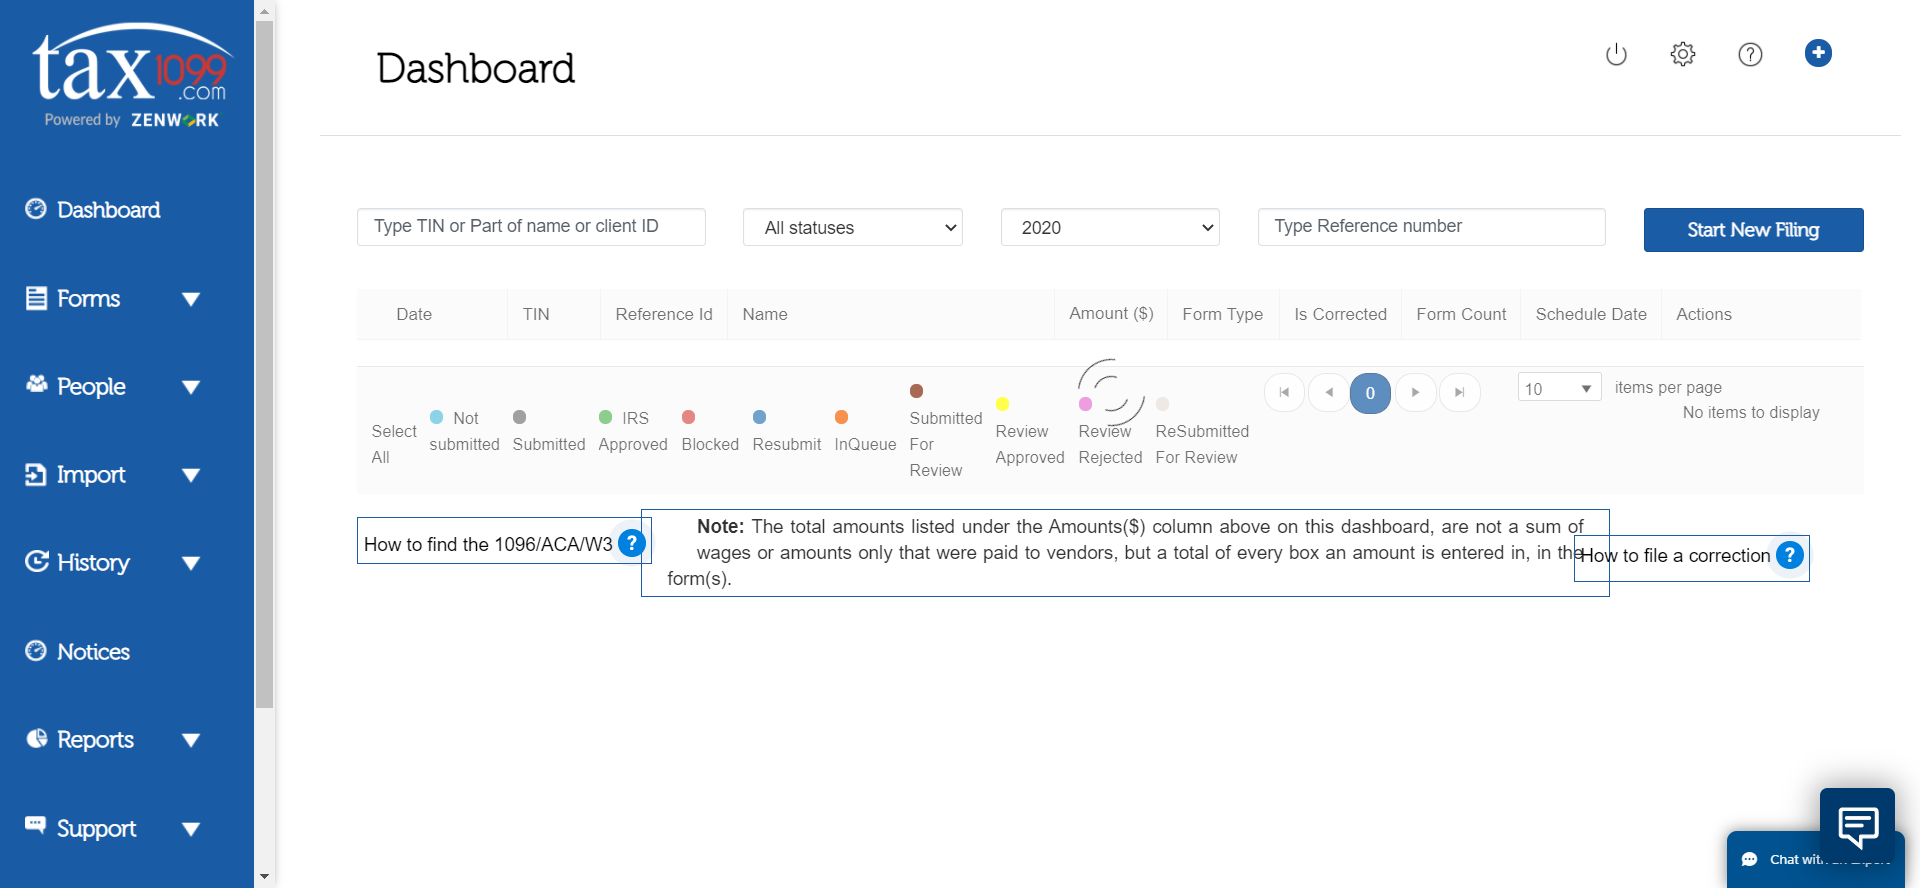 tax1099
.com
Powered by ZENWORK
Dashboard
Dashboard
Forms
People
Import
History
Notices
Reports
Support
Type TIN or Part of name or client ID
All statuses
2020
Type Reference number
Start New Filing
Date TIN Reference Id Name Amount ($) Form Type Is Corrected Form Count Schedule Date Actions
Select All
Not submitted
Submitted
IRS Approved
Blocked
Resubmit
InQueue
Submitted For Review
Review Approved
Review Rejected
ReSubmitted For Review
0
10
items per page
No items to display
How to find the 1096/ACA/W3 ?
Note: The total amounts listed under the Amounts($) column above on this dashboard, are not a sum of
wages or amounts only that were paid to vendors, but a total of every box an amount is entered in, in the
form(s).
How to file a correction ?
Chat with an Expert